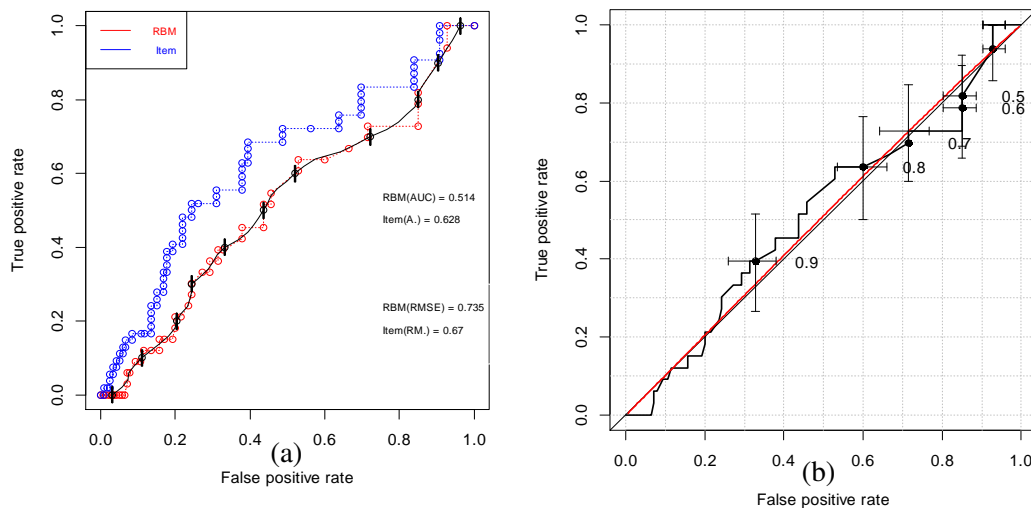 RBM
Item
RBM(AUC) = 0.514
Item(A.) = 0.628
RBM(RMSE) = 0.735
Item(RM.) = 0.67
True positive rate
0.0 0.2 0.4 0.6 0.8 1.0
0.0 0.2 0.4 0.6 0.8 1.0
False positive rate
(a)
0.5
0.6
0.7
0.8
0.9
True positive rate
0.0 0.2 0.4 0.6 0.8 1.0
0.0 0.2 0.4 0.6 0.8 1.0
False positive rate
(b)